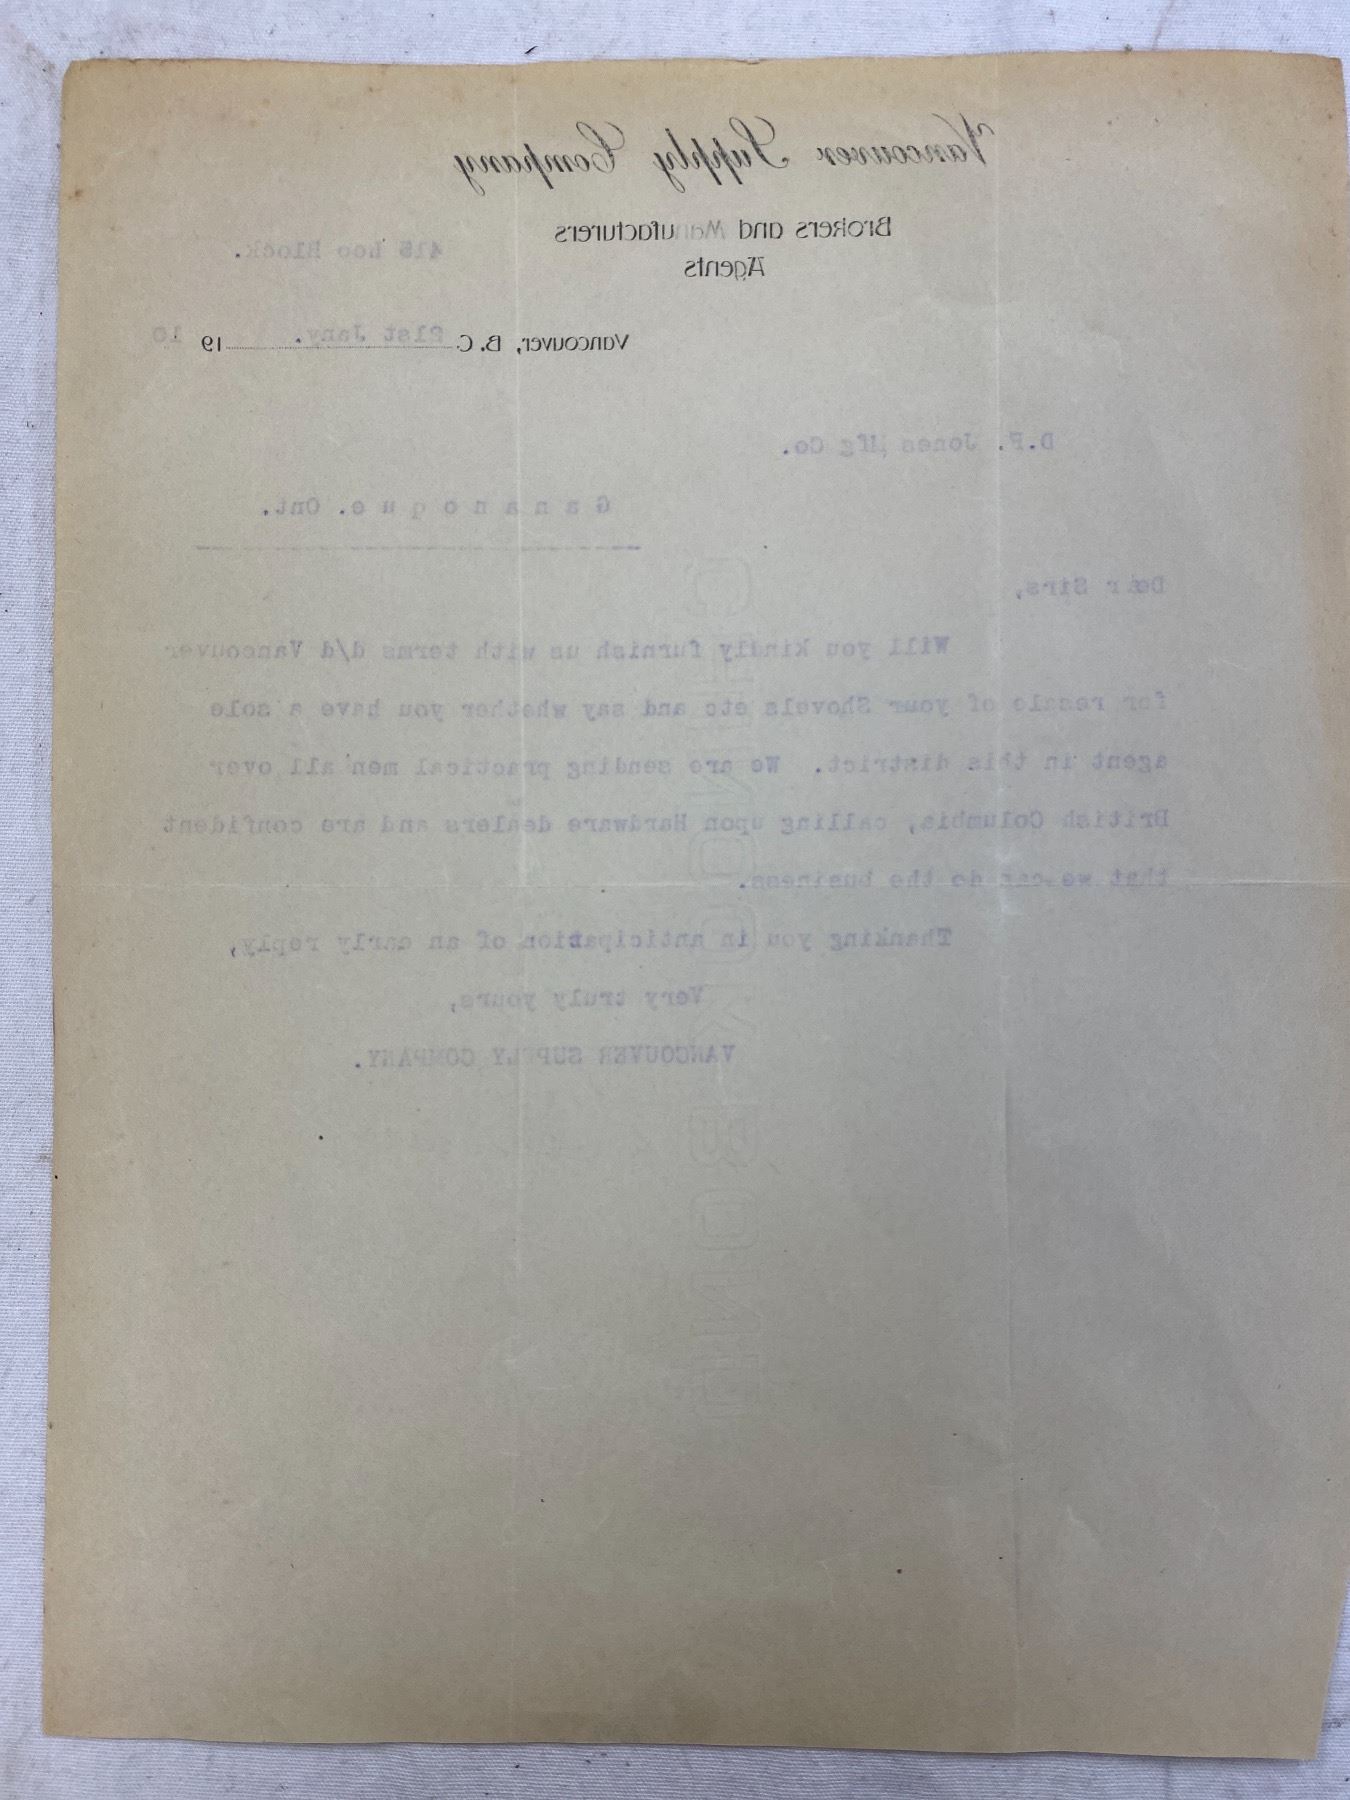 Vancouver Supply Company
Brokers and Manufacturers
Agents
415 Loo Block.
Vancouver, B. C. 21st Jany. 19 10
D.F. Jones Mfg Co.
G a n a n o q u e. Ont.
Dear Sirs,
Will you kindly furnish us with terms d/d Vancouver
for resale of your Shovels etc and say whether you have a sole
agent in this district. We are sending practical men all over
British Columbia, calling upon Hardware dealers and are confident
that we can do the business.
Thanking you in anticipation of an early reply,
Very truly yours,
VANCOUVER SUPPLY COMPANY.